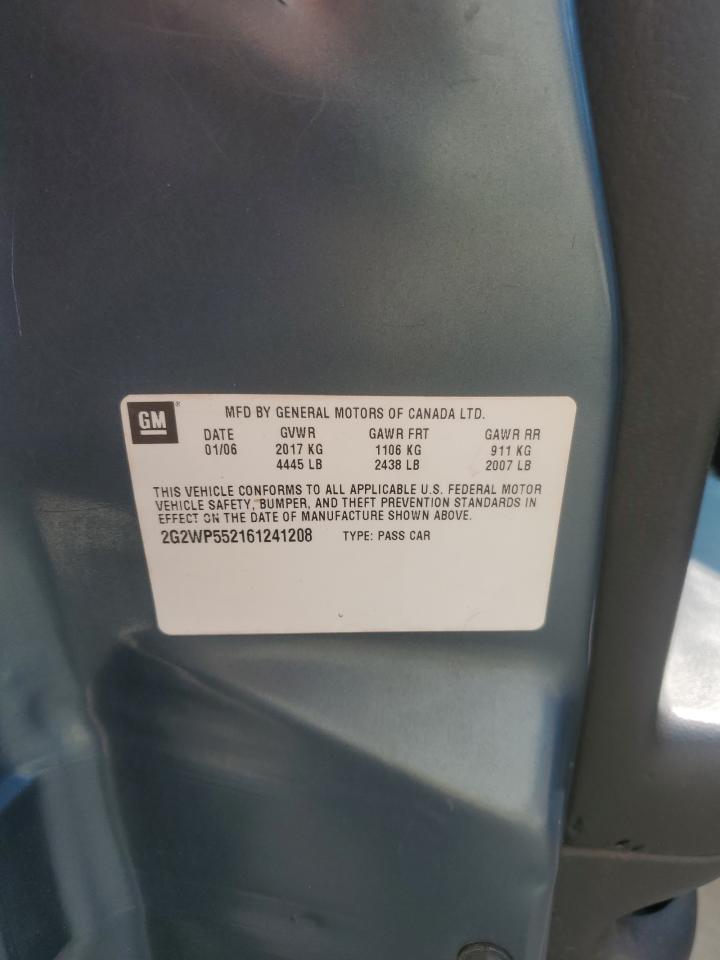 GM®
MFD BY GENERAL MOTORS OF CANADA LTD.
DATE GVWR GAWR FRT GAWR RR
01/06 2017 KG 1106 KG 911 KG
4445 LB 2438 LB 2007 LB
THIS VEHICLE CONFORMS TO ALL APPLICABLE U.S. FEDERAL MOTOR
VEHICLE SAFETY, BUMPER, AND THEFT PREVENTION STANDARDS IN
EFFECT ON THE DATE OF MANUFACTURE SHOWN ABOVE.
2G2WP552161241208 TYPE: PASS CAR